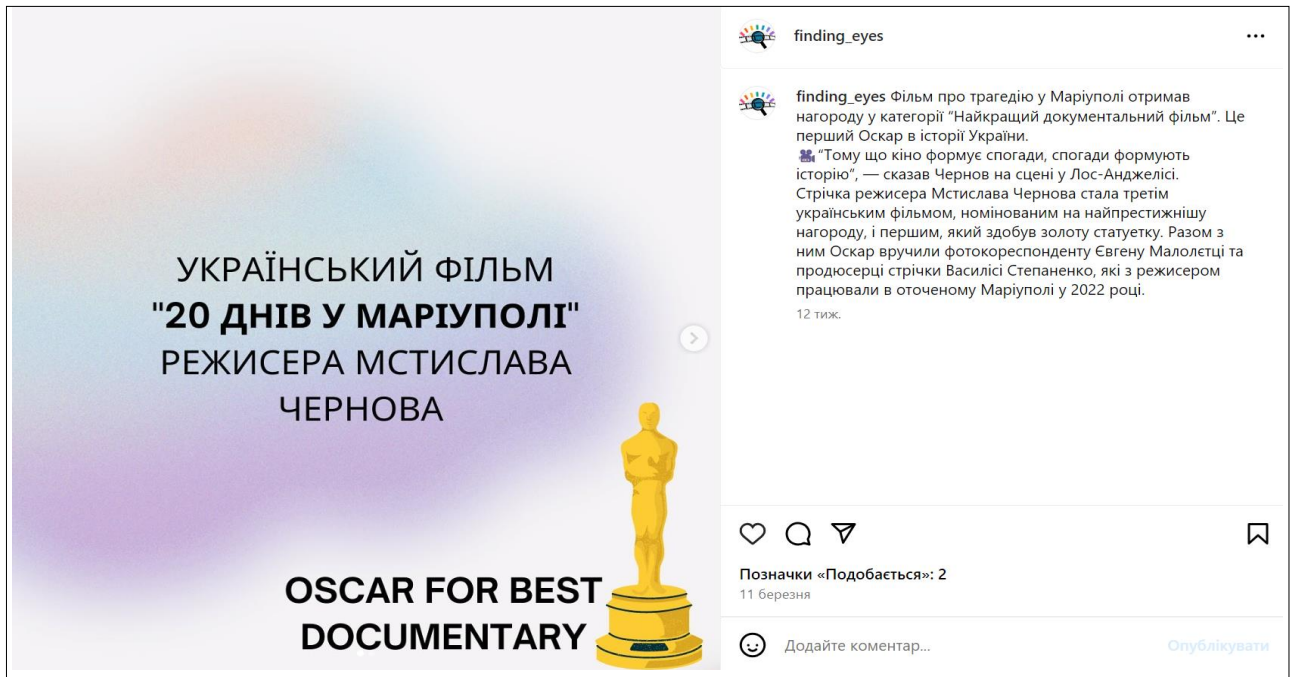 УКРАЇНСЬКИЙ ФІЛЬМ
"20 ДНІВ У МАРІУПОЛІ"
РЕЖИСЕРА МСТИСЛАВА
ЧЕРНОВА
OSCAR FOR BEST
DOCUMENTARY
finding_eyes
finding_eyes Фільм про трагедію у Маріуполі отримав
нагороду у категорії “Найкращий документальний фільм”. Це
перший Оскар в історії України.
“Тому що кіно формує спогади, спогади формують
історію”, — сказав Чернов на сцені у Лос-Анджелісі.
Стрічка режисера Мстислава Чернова стала третім
українським фільмом, номінованим на найпрестижнішу
нагороду, і першим, який здобув золоту статуетку. Разом з
ним Оскар вручили фотокореспонденту Євгену Малолєтці та
продюсерці стрічки Василісі Степаненко, які з режисером
працювали в оточеному Маріуполі у 2022 році.
12 тиж.
Позначки «Подобається»: 2
11 березня
Додайте коментар...
Опублікувати